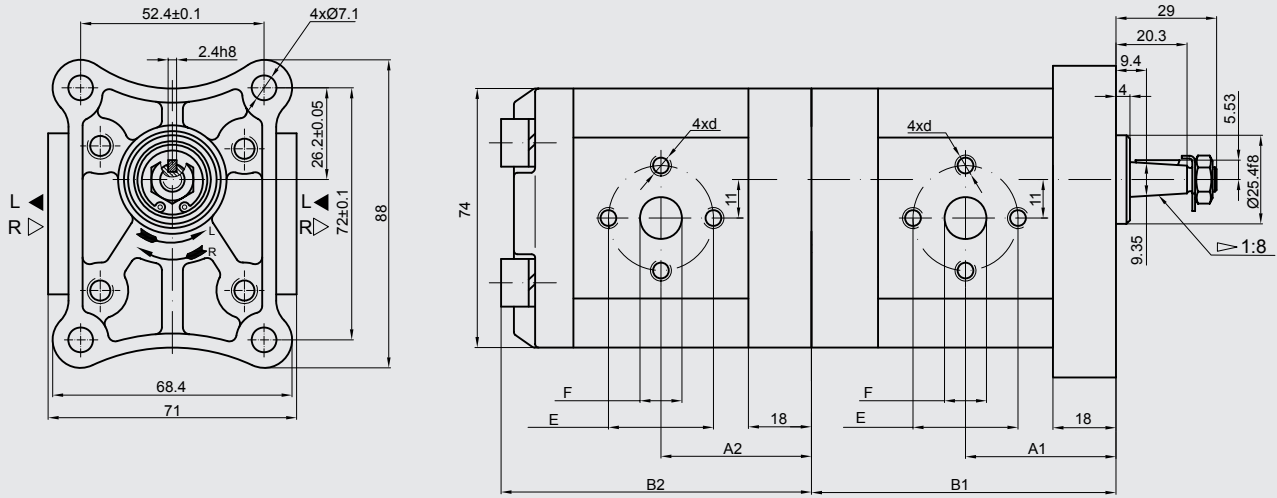 52.4±0.1
4xØ7.1
2.4h8
26.2±0.05
72±0.1
88
L
R
L
R
L
R
68.4
71
74
4xd
11
F
E
18
A2
B2
4xd
11
F
E
18
A1
B1
29
20.3
9.4
4
5.53
Ø25.4f8
9.35
1:8